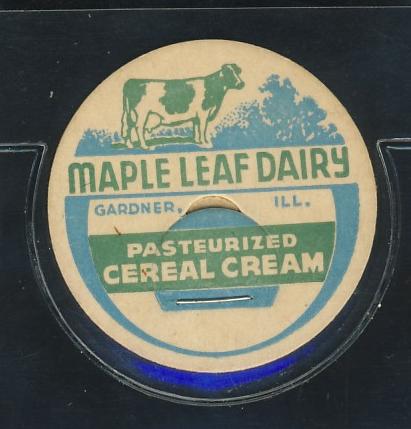 MAPLE LEAF DAIRY
GARDNER, ILL.
PASTEURIZED
CEREAL CREAM